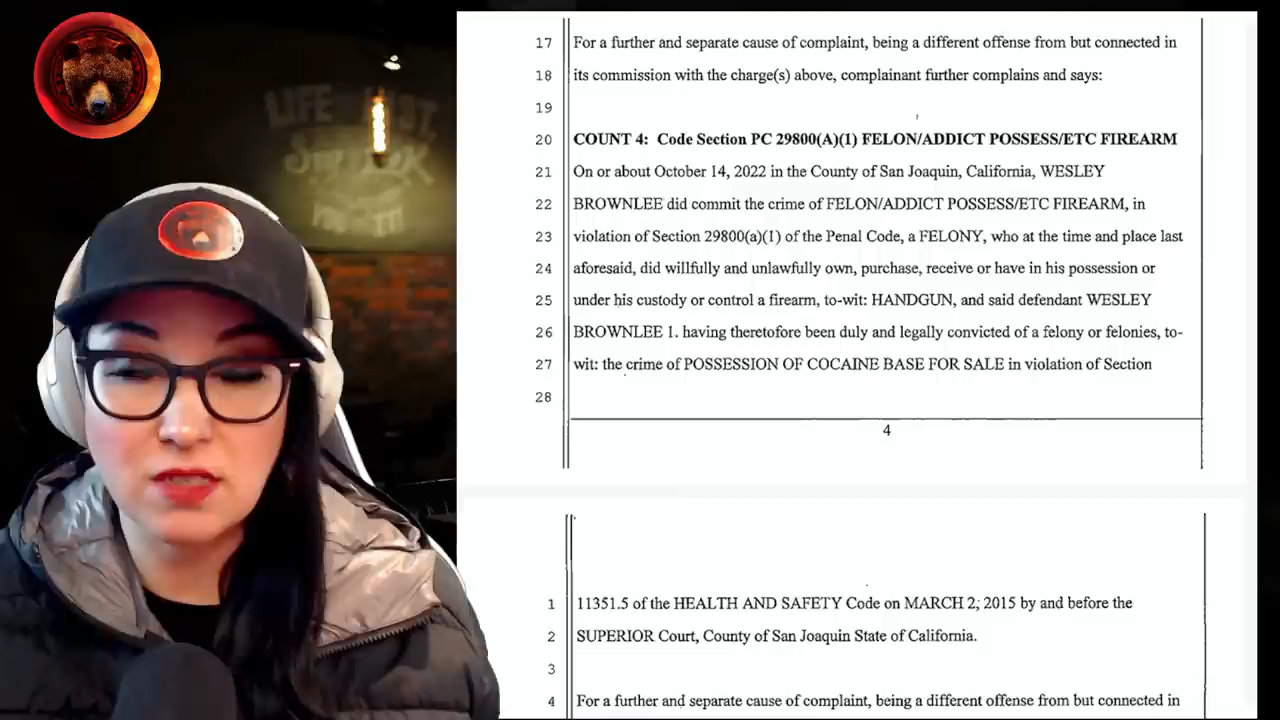 LIFE
17 For a further and separate cause of complaint, being a different offense from but connected in
18 its commission with the charge(s) above, complainant further complains and says:
19
20 COUNT 4: Code Section PC 29800(A)(1) FELON/ADDICT POSSESS/ETC FIREARM
21 On or about October 14, 2022 in the County of San Joaquin, California, WESLEY
22 BROWNLEE did commit the crime of FELON/ADDICT POSSESS/ETC FIREARM, in
23 violation of Section 29800(a)(1) of the Penal Code, a FELONY, who at the time and place last
24 aforesaid, did willfully and unlawfully own, purchase, receive or have in his possession or
25 under his custody or control a firearm, to-wit: HANDGUN, and said defendant WESLEY
26 BROWNLEE 1. having theretofore been duly and legally convicted of a felony or felonies, to-
27 wit: the crime of POSSESSION OF COCAINE BASE FOR SALE in violation of Section
28
4
1 11351.5 of the HEALTH AND SAFETY Code on MARCH 2; 2015 by and before the
2 SUPERIOR Court, County of San Joaquin State of California.
3
4 For a further and separate cause of complaint, being a different offense from but connected in